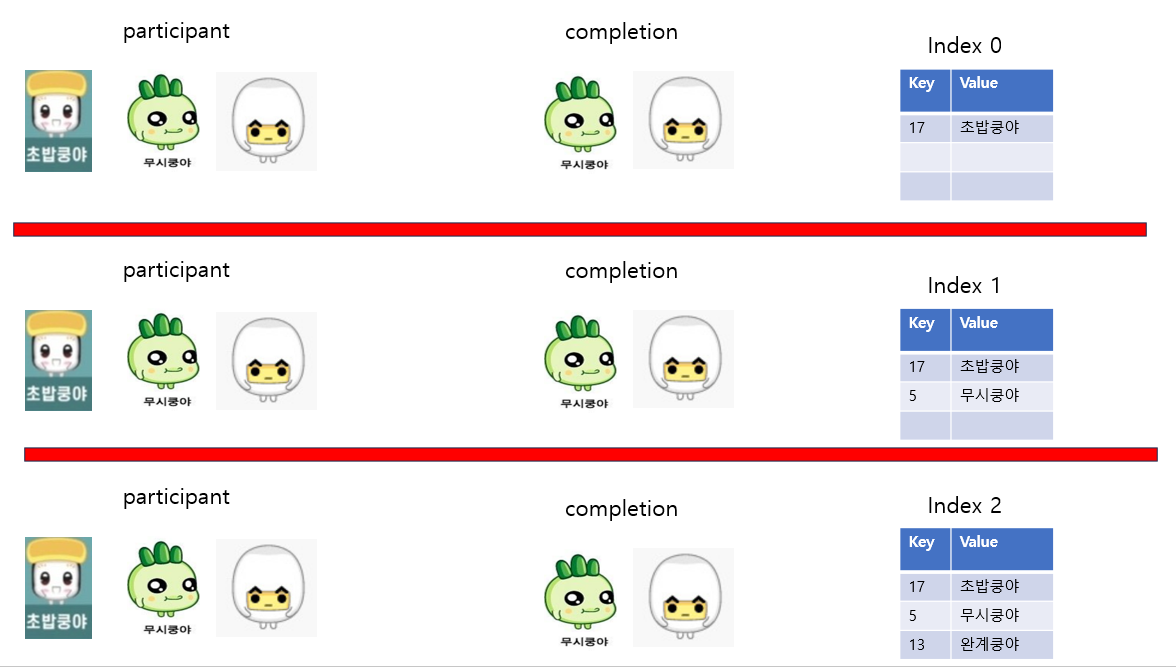 participant
completion
Index 0
초밥쿵야
무시쿵야
무시쿵야
Key Value
17 초밥쿵야
participant
completion
Index 1
초밥쿵야
무시쿵야
무시쿵야
Key Value
17 초밥쿵야
5 무시쿵야
participant
completion
Index 2
초밥쿵야
무시쿵야
무시쿵야
Key Value
17 초밥쿵야
5 무시쿵야
13 완계쿵야